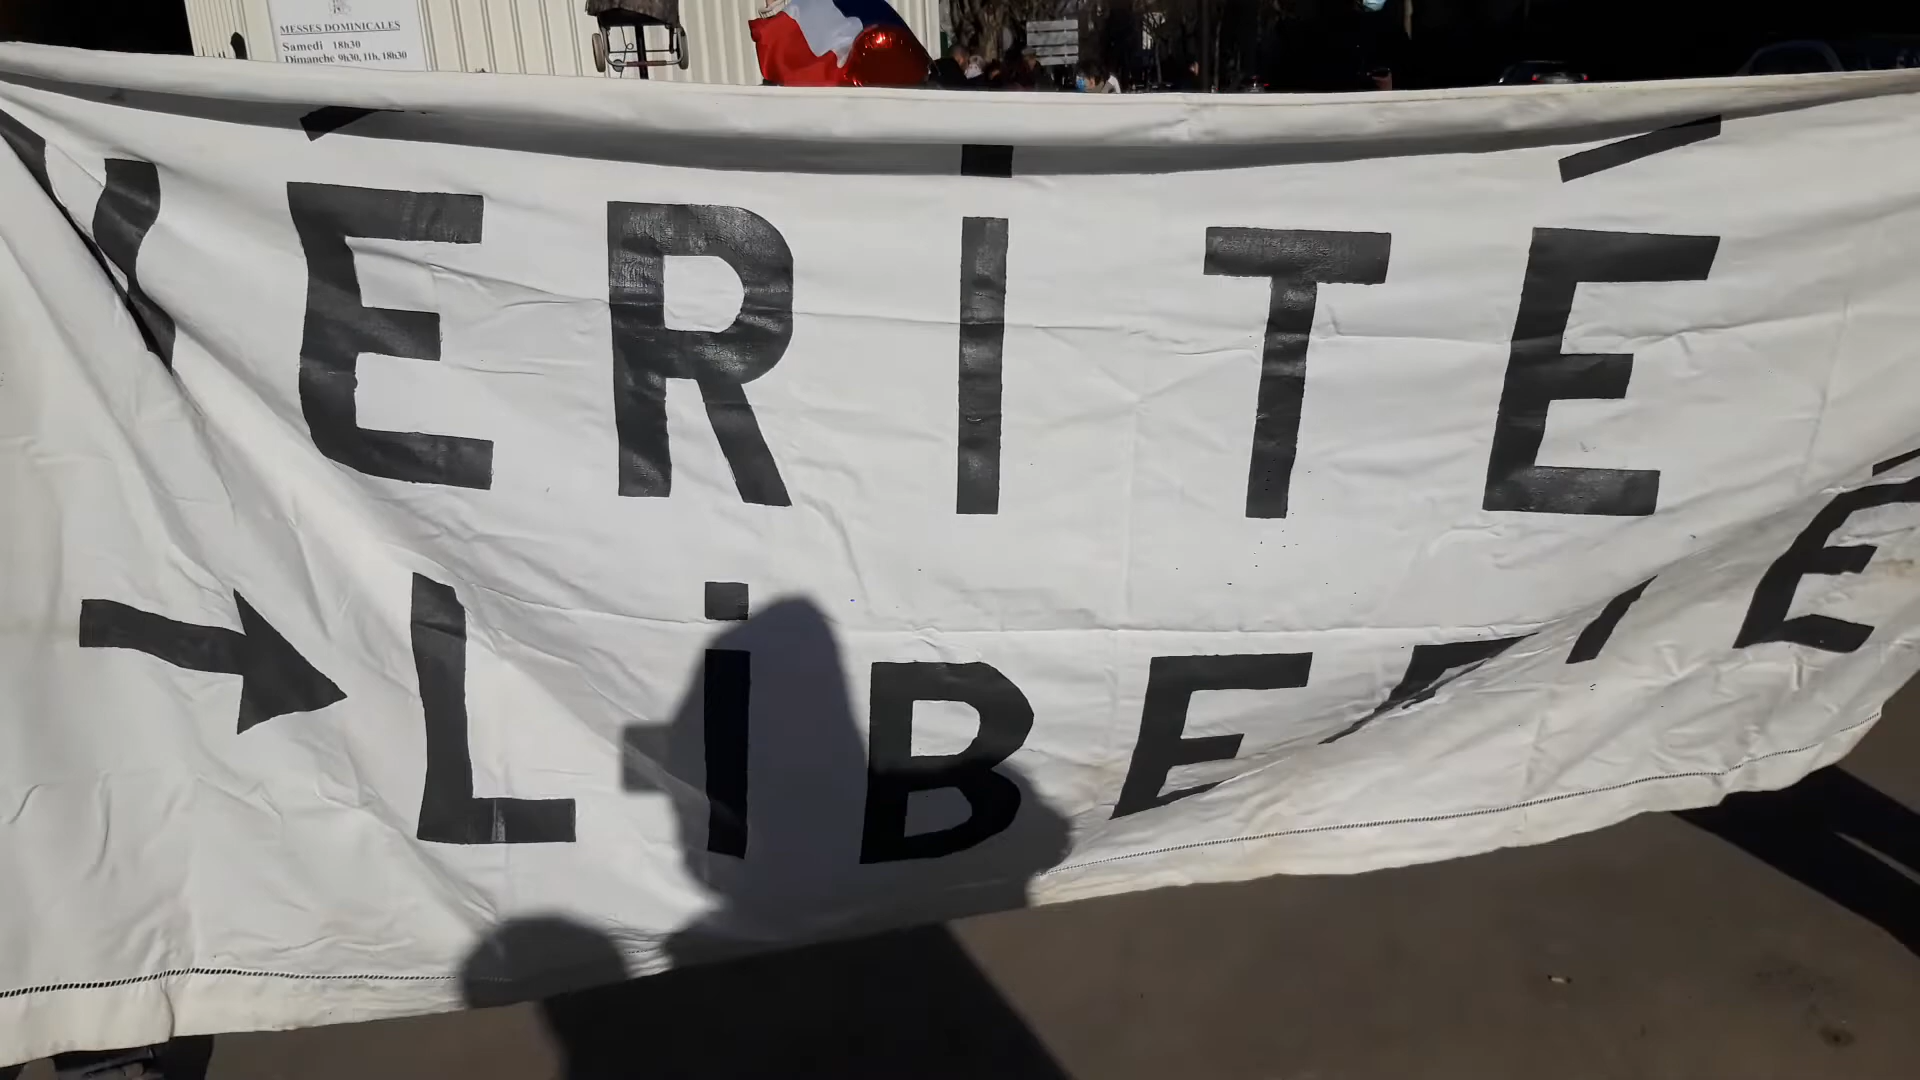 MESSES DOMINICALES
Samedi 18h30
Dimanche 9h30, 11h, 18h30
VÉRITÉ
→ LiBERTÉ